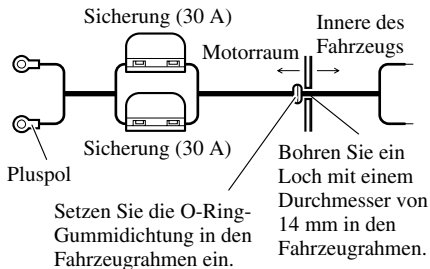 Sicherung (30 A)
Motorraum
Innere des
Fahrzeugs
Sicherung (30 A)
Pluspol
Setzen Sie die O-Ring-
Gummidichtung in den
Fahrzeugrahmen ein.
Bohren Sie ein
Loch mit einem
Durchmesser von
14 mm in den
Fahrzeugrahmen.